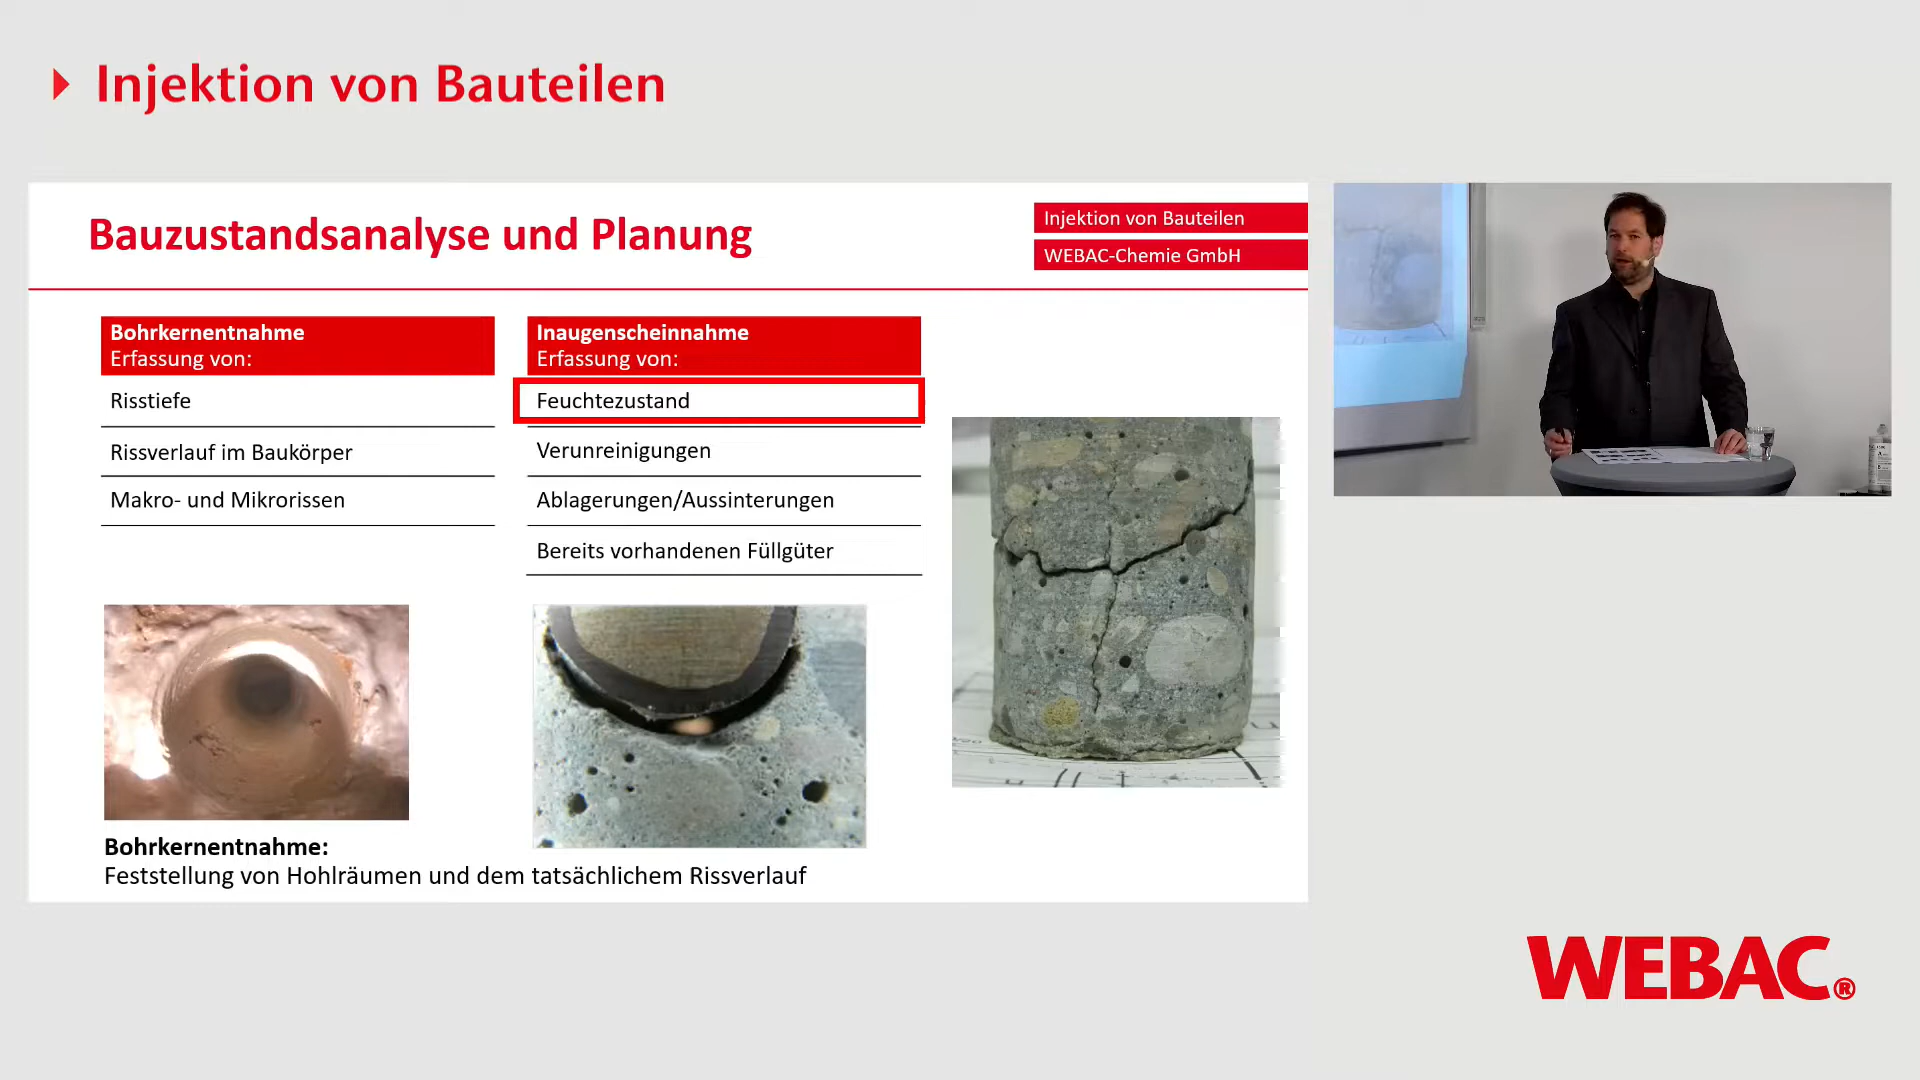 Injektion von Bauteilen
Bauzustandsanalyse und Planung
Injektion von Bauteilen
WEBAC-Chemie GmbH
Bohrkernentnahme
Erfassung von:
Risstiefe
Rissverlauf im Baukörper
Makro- und Mikrorissen
Inaugenscheinnahme
Erfassung von:
Feuchtezustand
Verunreinigungen
Ablagerungen/Aussinterungen
Bereits vorhandenen Füllgüter
Bohrkernentnahme:
Feststellung von Hohlräumen und dem tatsächlichem Rissverlauf
WEBAC®